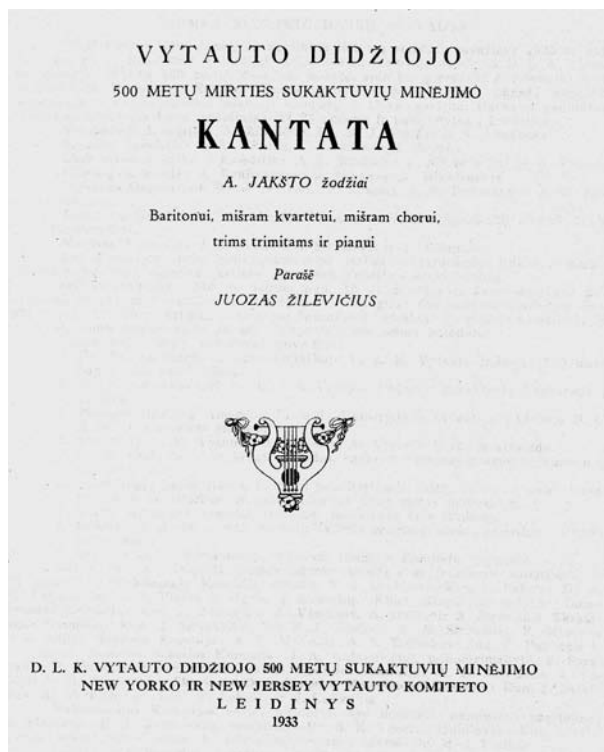 VYTAUTO DIDŽIOJO
500 METŲ MIRTIES SUKAKTUVIŲ MINĖJIMO
KANTATA
A. JAKŠTO žodžiai
Baritonui, mišram kvartetui, mišram chorui,
trims trimitams ir pianui
Parašė
JUOZAS ŽILEVIČIUS
D. L. K. VYTAUTO DIDŽIOJO 500 METŲ SUKAKTUVIŲ MINĖJIMO
NEW YORKO IR NEW JERSEY VYTAUTO KOMITETO
LEIDINYS
1933